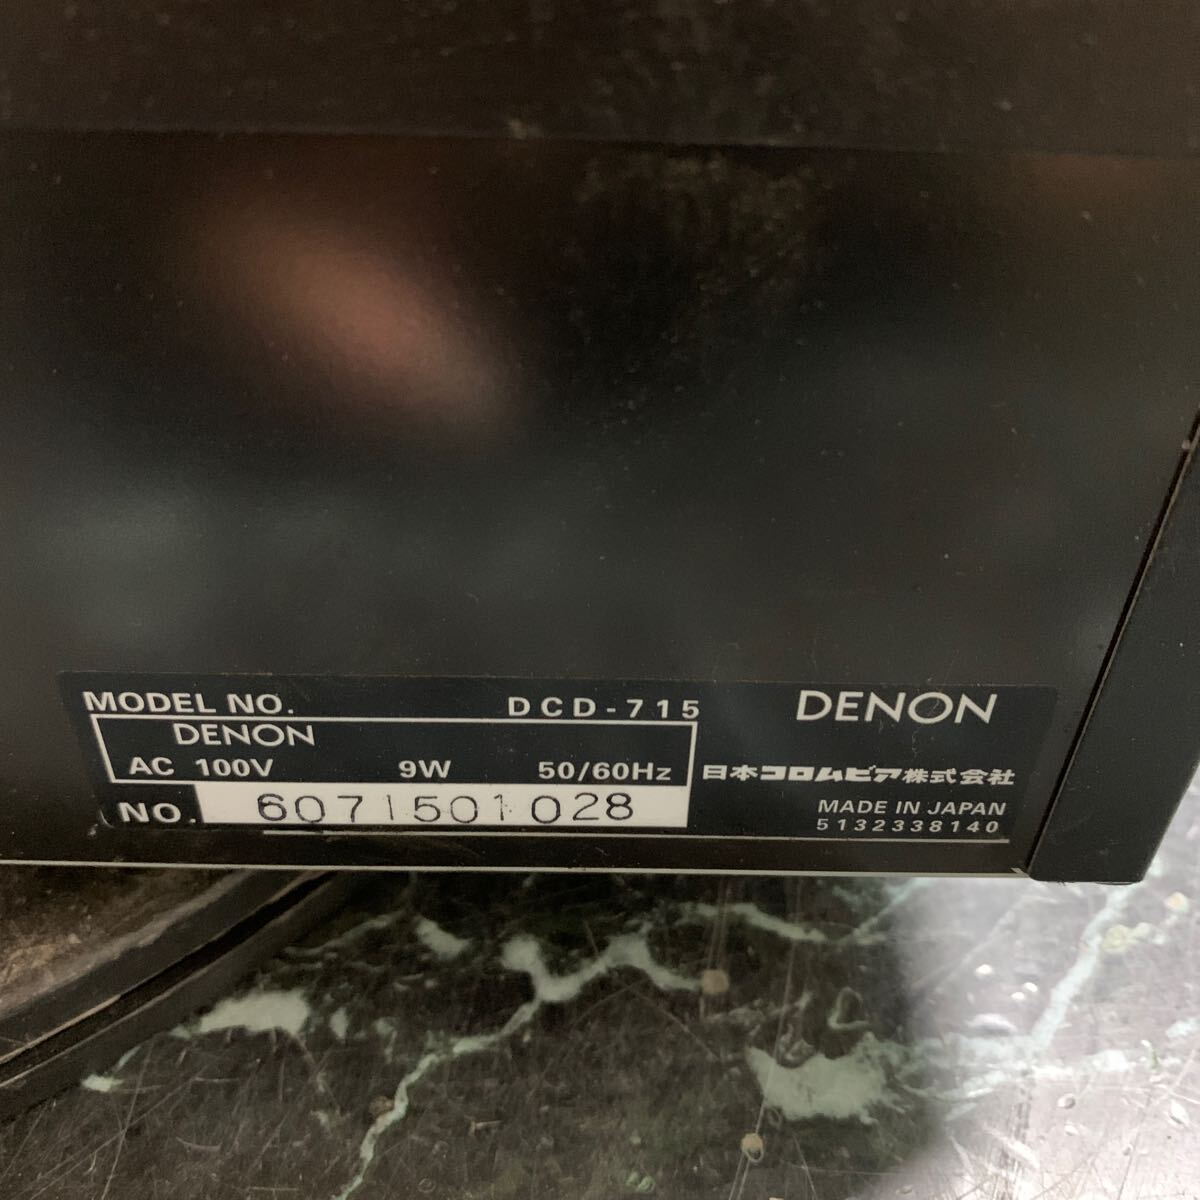 MODEL NO. DCD-715
DENON
AC 100V 9W 50/60Hz
NO. 6071501028
DENON
日本コロムビア株式会社
MADE IN JAPAN
5132338140